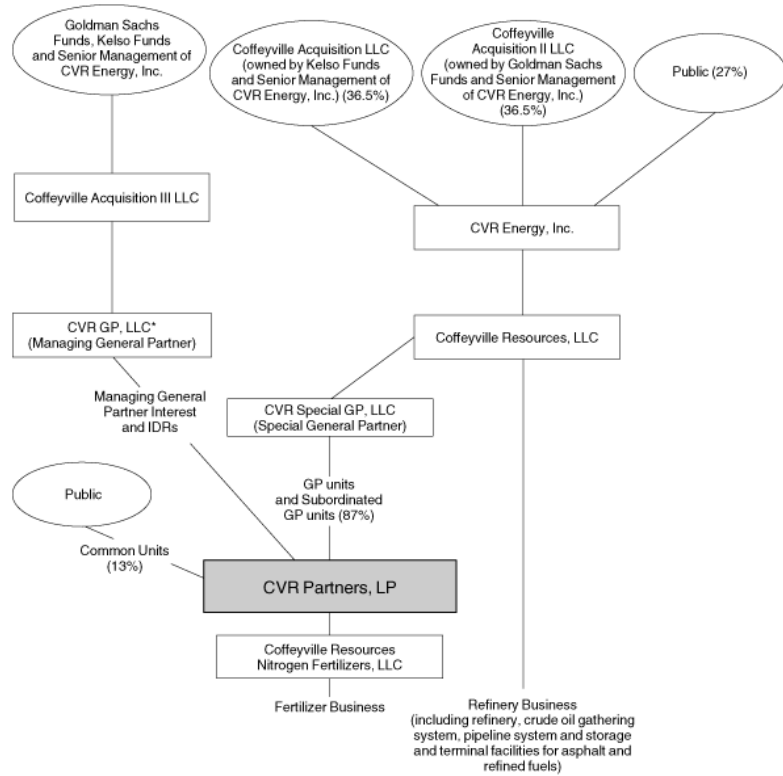 Goldman Sachs
Funds, Kelso Funds
and Senior Management of
CVR Energy, Inc.
Coffeyville Acquisition LLC
(owned by Kelso Funds
and Senior Management of
CVR Energy, Inc.) (36.5%)
Coffeyville
Acquisition II LLC
(owned by Goldman Sachs
Funds and Senior Management
of CVR Energy, Inc.)
(36.5%)
Public (27%)
Coffeyville Acquisition III LLC
CVR Energy, Inc.
CVR GP, LLC*
(Managing General Partner)
Coffeyville Resources, LLC
Managing General
Partner Interest
and IDRs
CVR Special GP, LLC
(Special General Partner)
Public
GP units
and Subordinated
GP units (87%)
Common Units
(13%)
CVR Partners, LP
Coffeyville Resources
Nitrogen Fertilizers, LLC
Fertilizer Business
Refinery Business
(including refinery, crude oil gathering
system, pipeline system and storage
and terminal facilities for asphalt and
refined fuels)